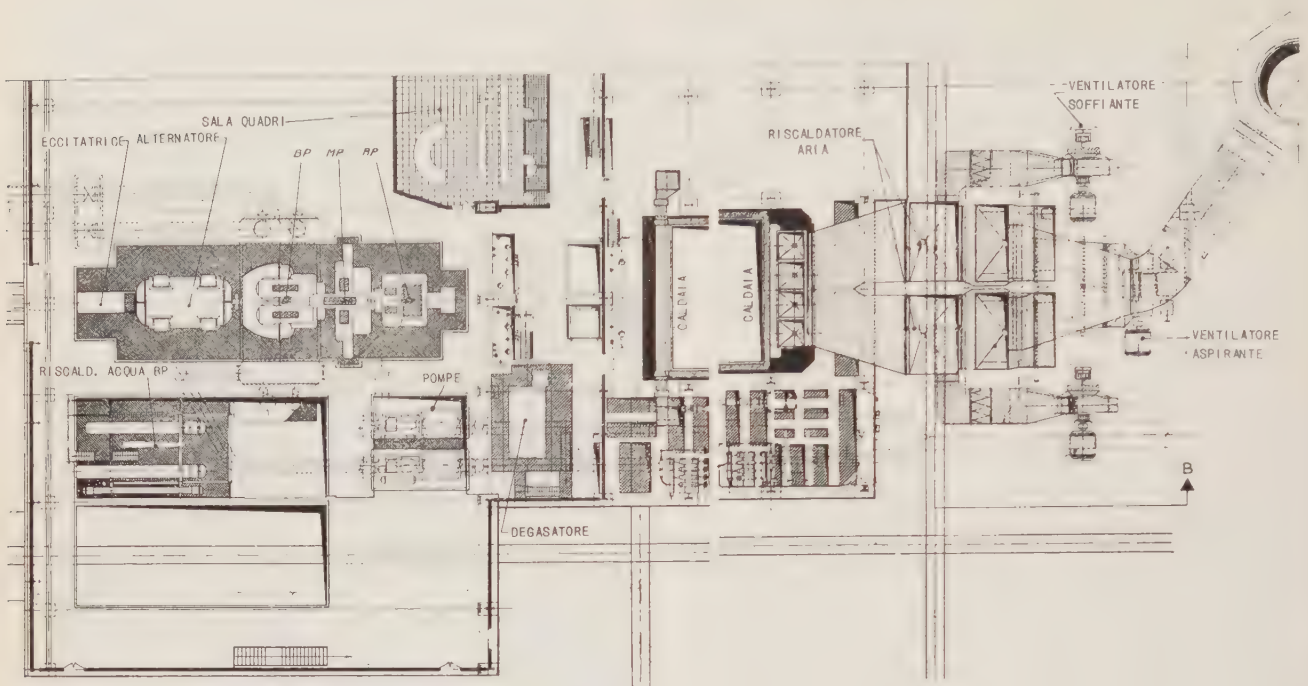 SALA QUADRI
ECCITATRICE ALTERNATORE
BP MP AP
VENTILATORE
SOFFIANTE
RISCALDATORE
ARIA
CALDAIA
CALDAIA
VENTILATORE
ASPIRANTE
RISCALD. ACQUA BP
POMPE
DEGASATORE
B